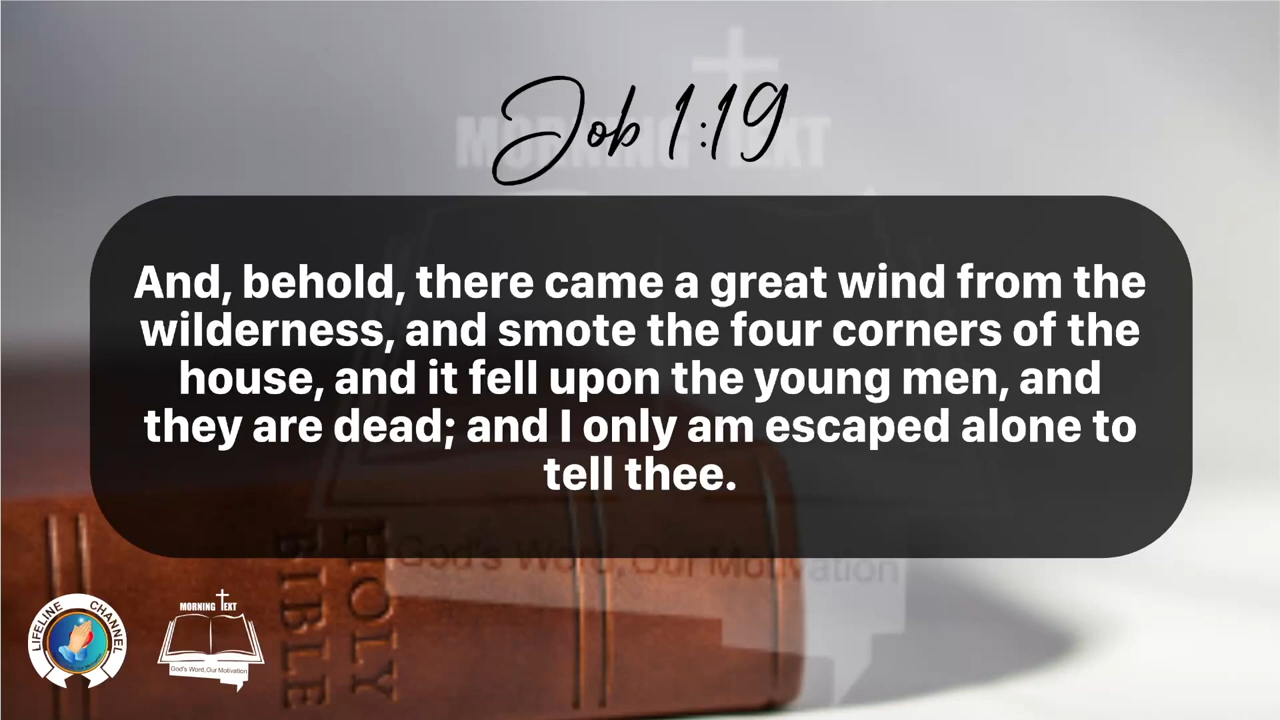 Job 1:19
MORNING TEXT
And, behold, there came a great wind from the
wilderness, and smote the four corners of the
house, and it fell upon the young men, and
they are dead; and I only am escaped alone to
tell thee.
God's Word, Our Motivation
HOLY
BIBLE
LIFELINE CHANNEL
MORNING TEXT
God's Word, Our Motivation